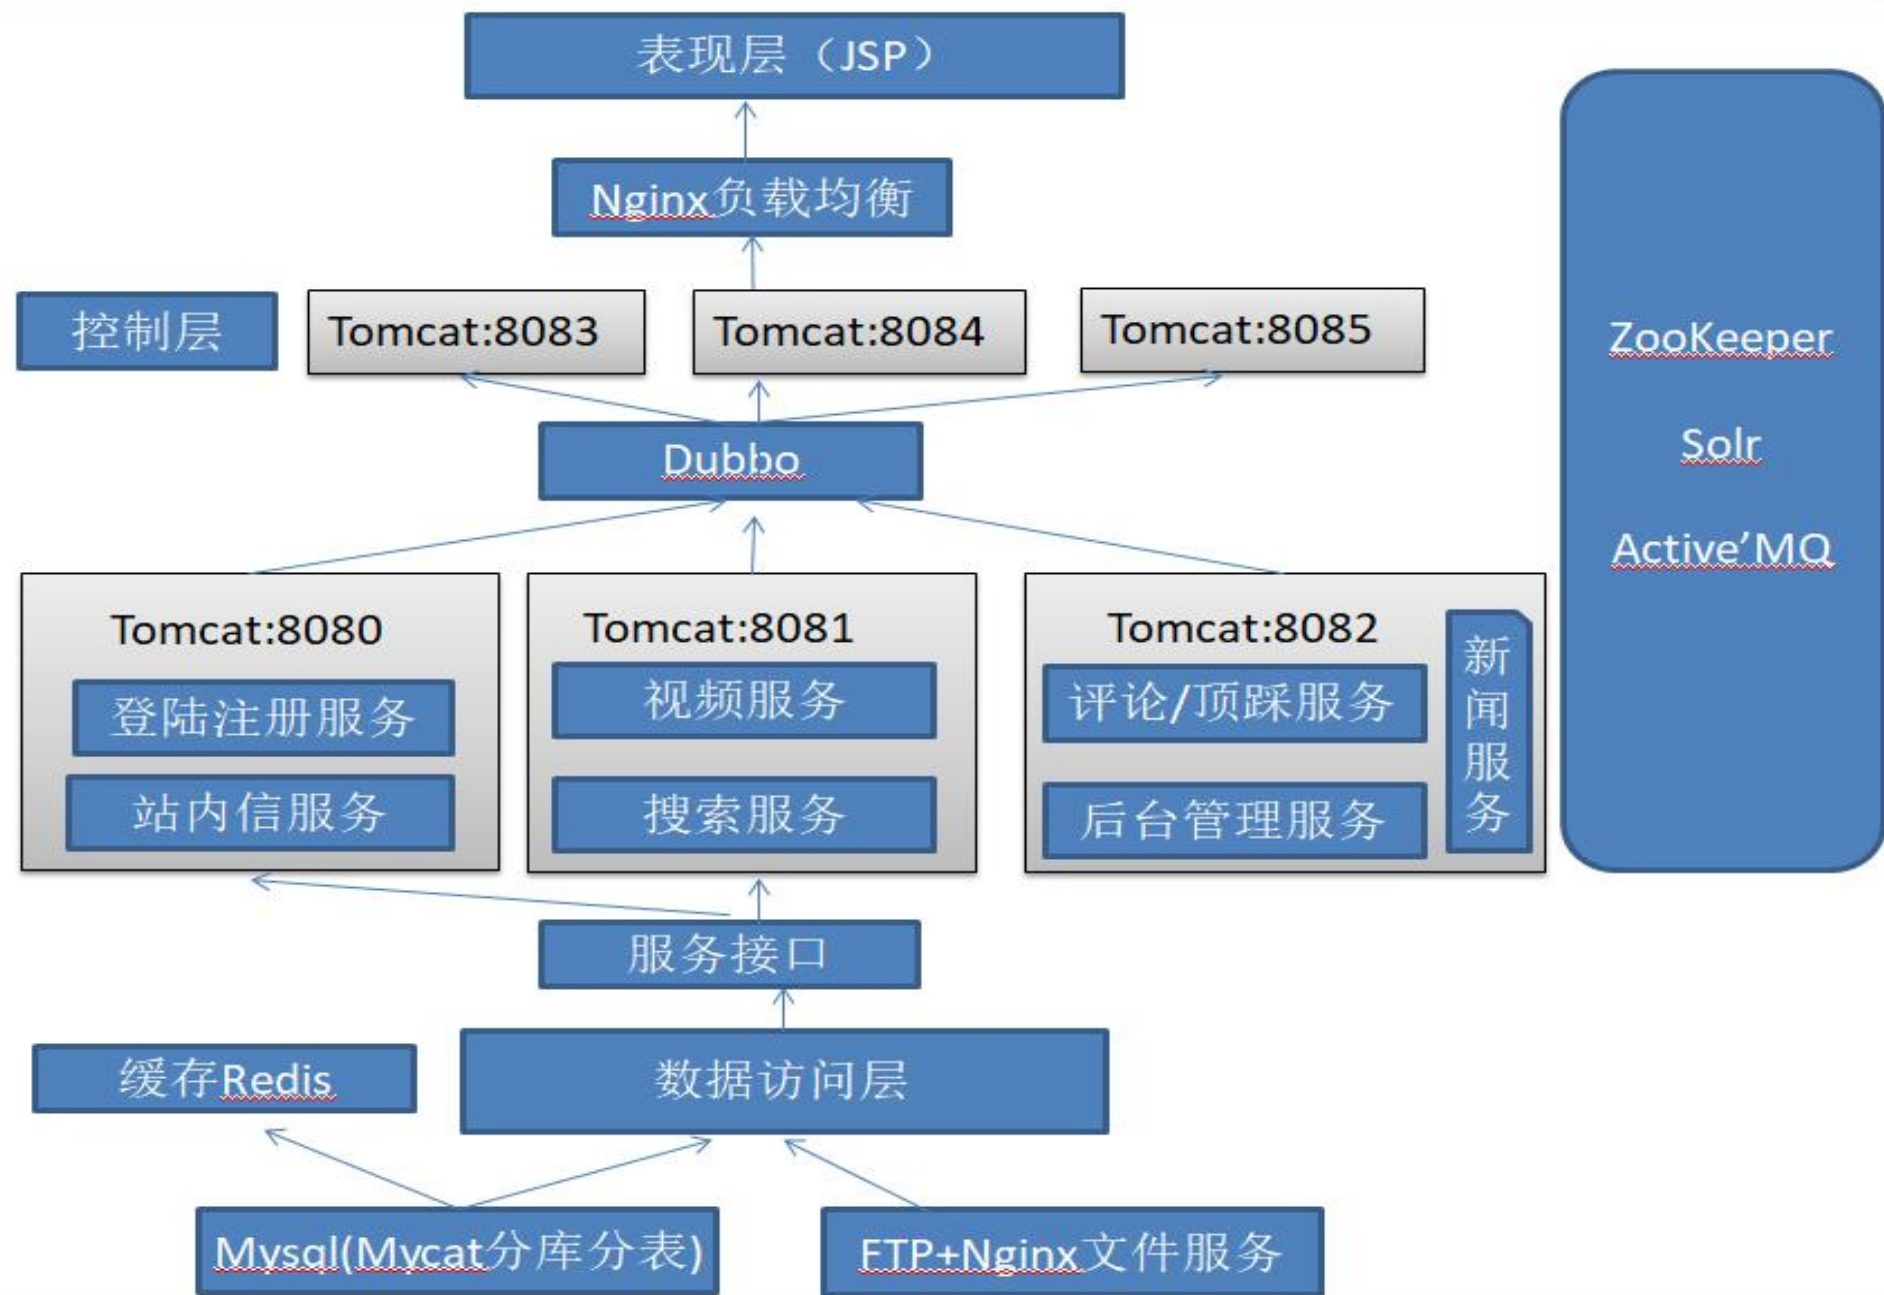 表现层（JSP）
Nginx负载均衡
控制层
Tomcat:8083
Tomcat:8084
Tomcat:8085
Dubbo
Tomcat:8080
登陆注册服务
站内信服务
Tomcat:8081
视频服务
搜索服务
Tomcat:8082
评论/顶踩服务
后台管理服务
新
闻
服
务
ZooKeeper
Solr
Active’MQ
服务接口
缓存Redis
数据访问层
Mysql(Mycat分库分表)
FTP+Nginx文件服务